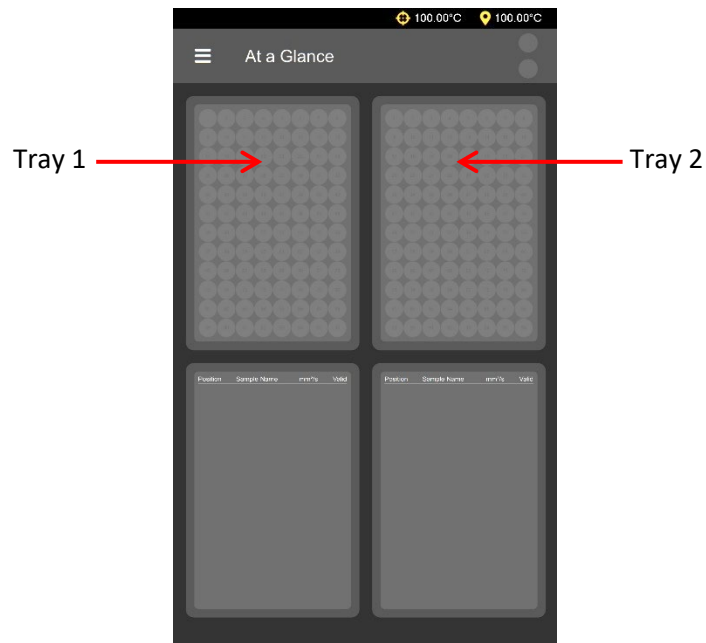 100.00°C 100.00°C
At a Glance
Tray 1
Tray 2
Position Sample Name mm²/s Valid
Position Sample Name mm²/s Valid